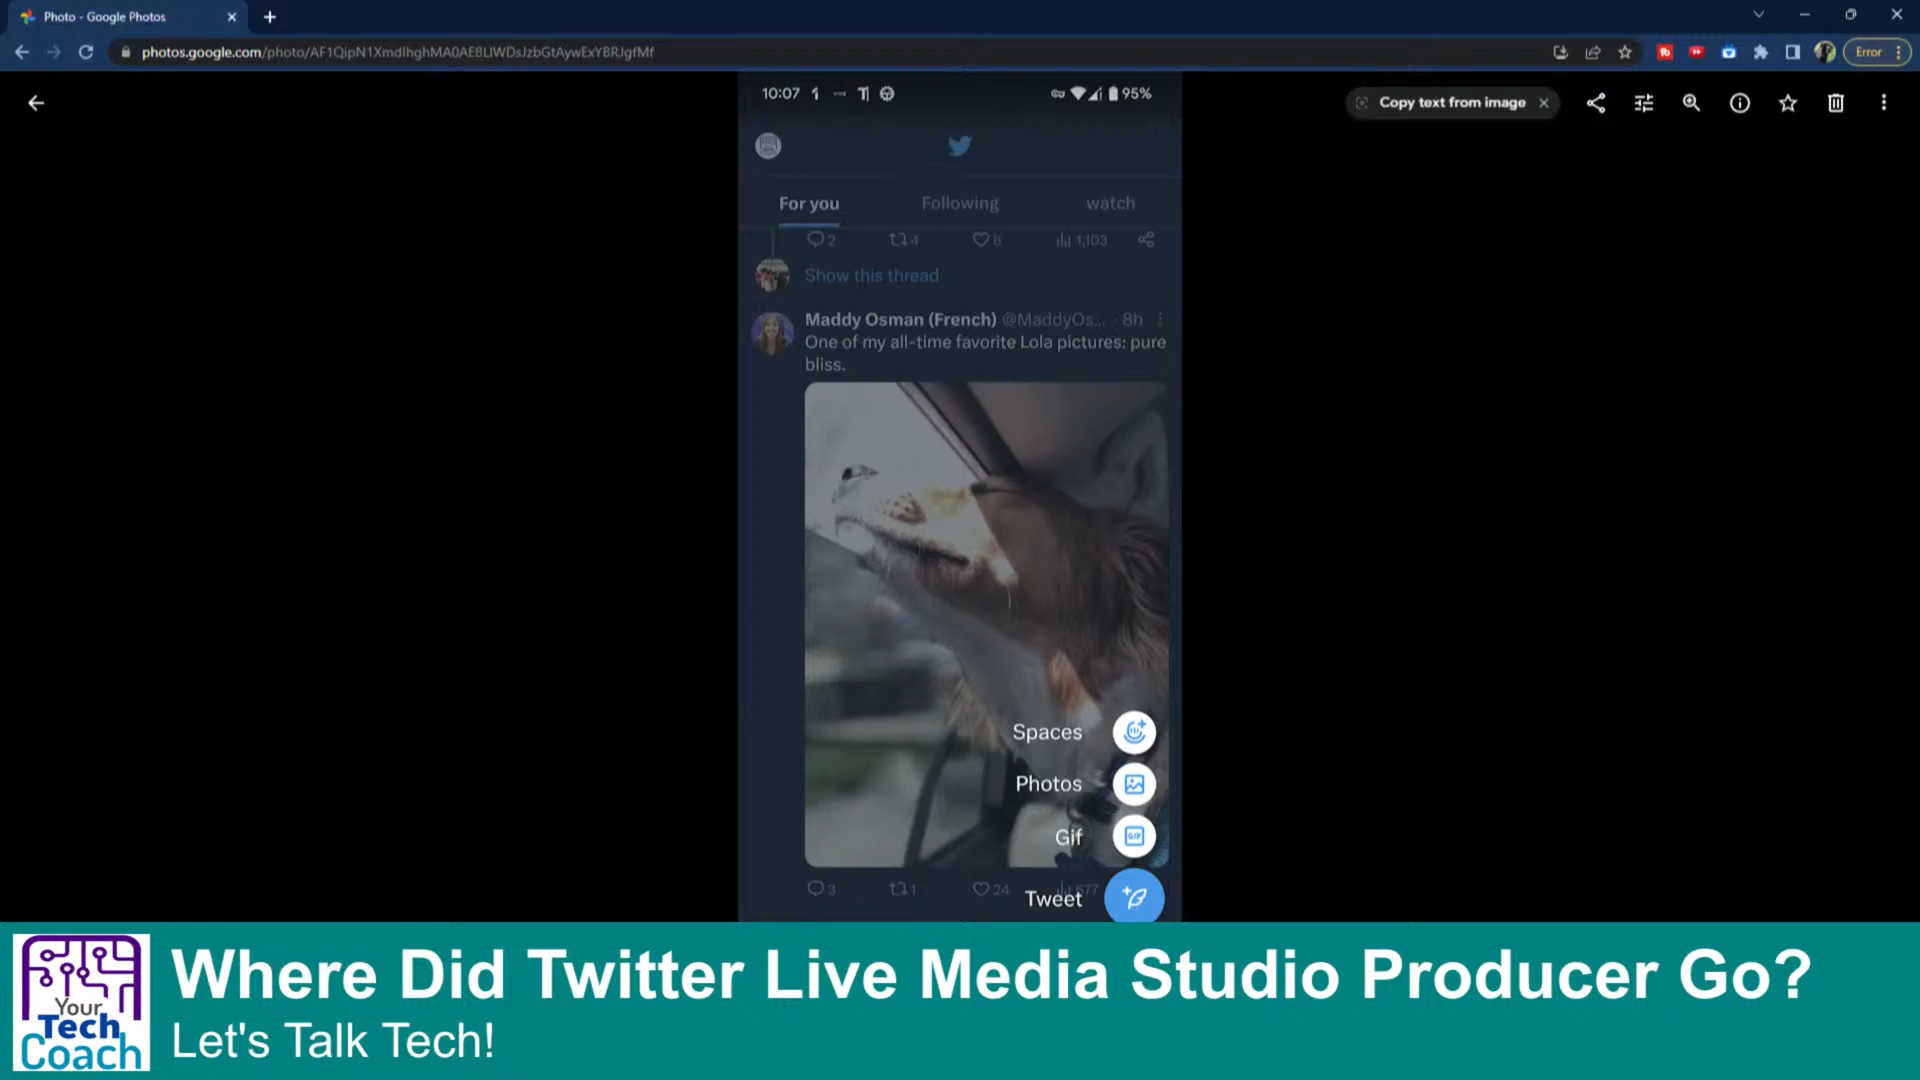 Photo - Google Photos
photos.google.com/photo/AF1QipN1XmdlhghMA0AE8LlWDsJzbGtAywExYBRJgfMf
Error
10:07
95%
Copy text from image
For you Following watch
2 4 8 1,103
Show this thread
Maddy Osman (French) @MaddyOs... · 8h
One of my all-time favorite Lola pictures: pure
bliss.
Spaces
Photos
Gif
GIF
3 1 24 577
Tweet
Where Did Twitter Live Media Studio Producer Go?
Let's Talk Tech!
Your
Tech
Coach